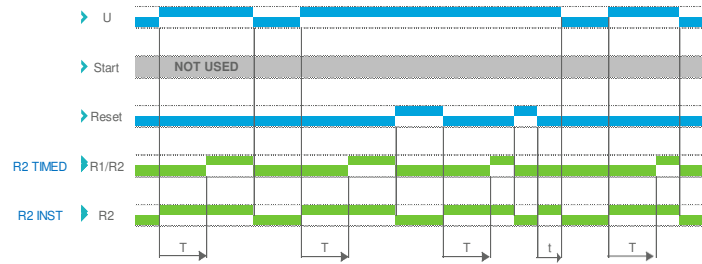 U
Start NOT USED
Reset
R2 TIMED R1/R2
R2 INST R2
T T T t T